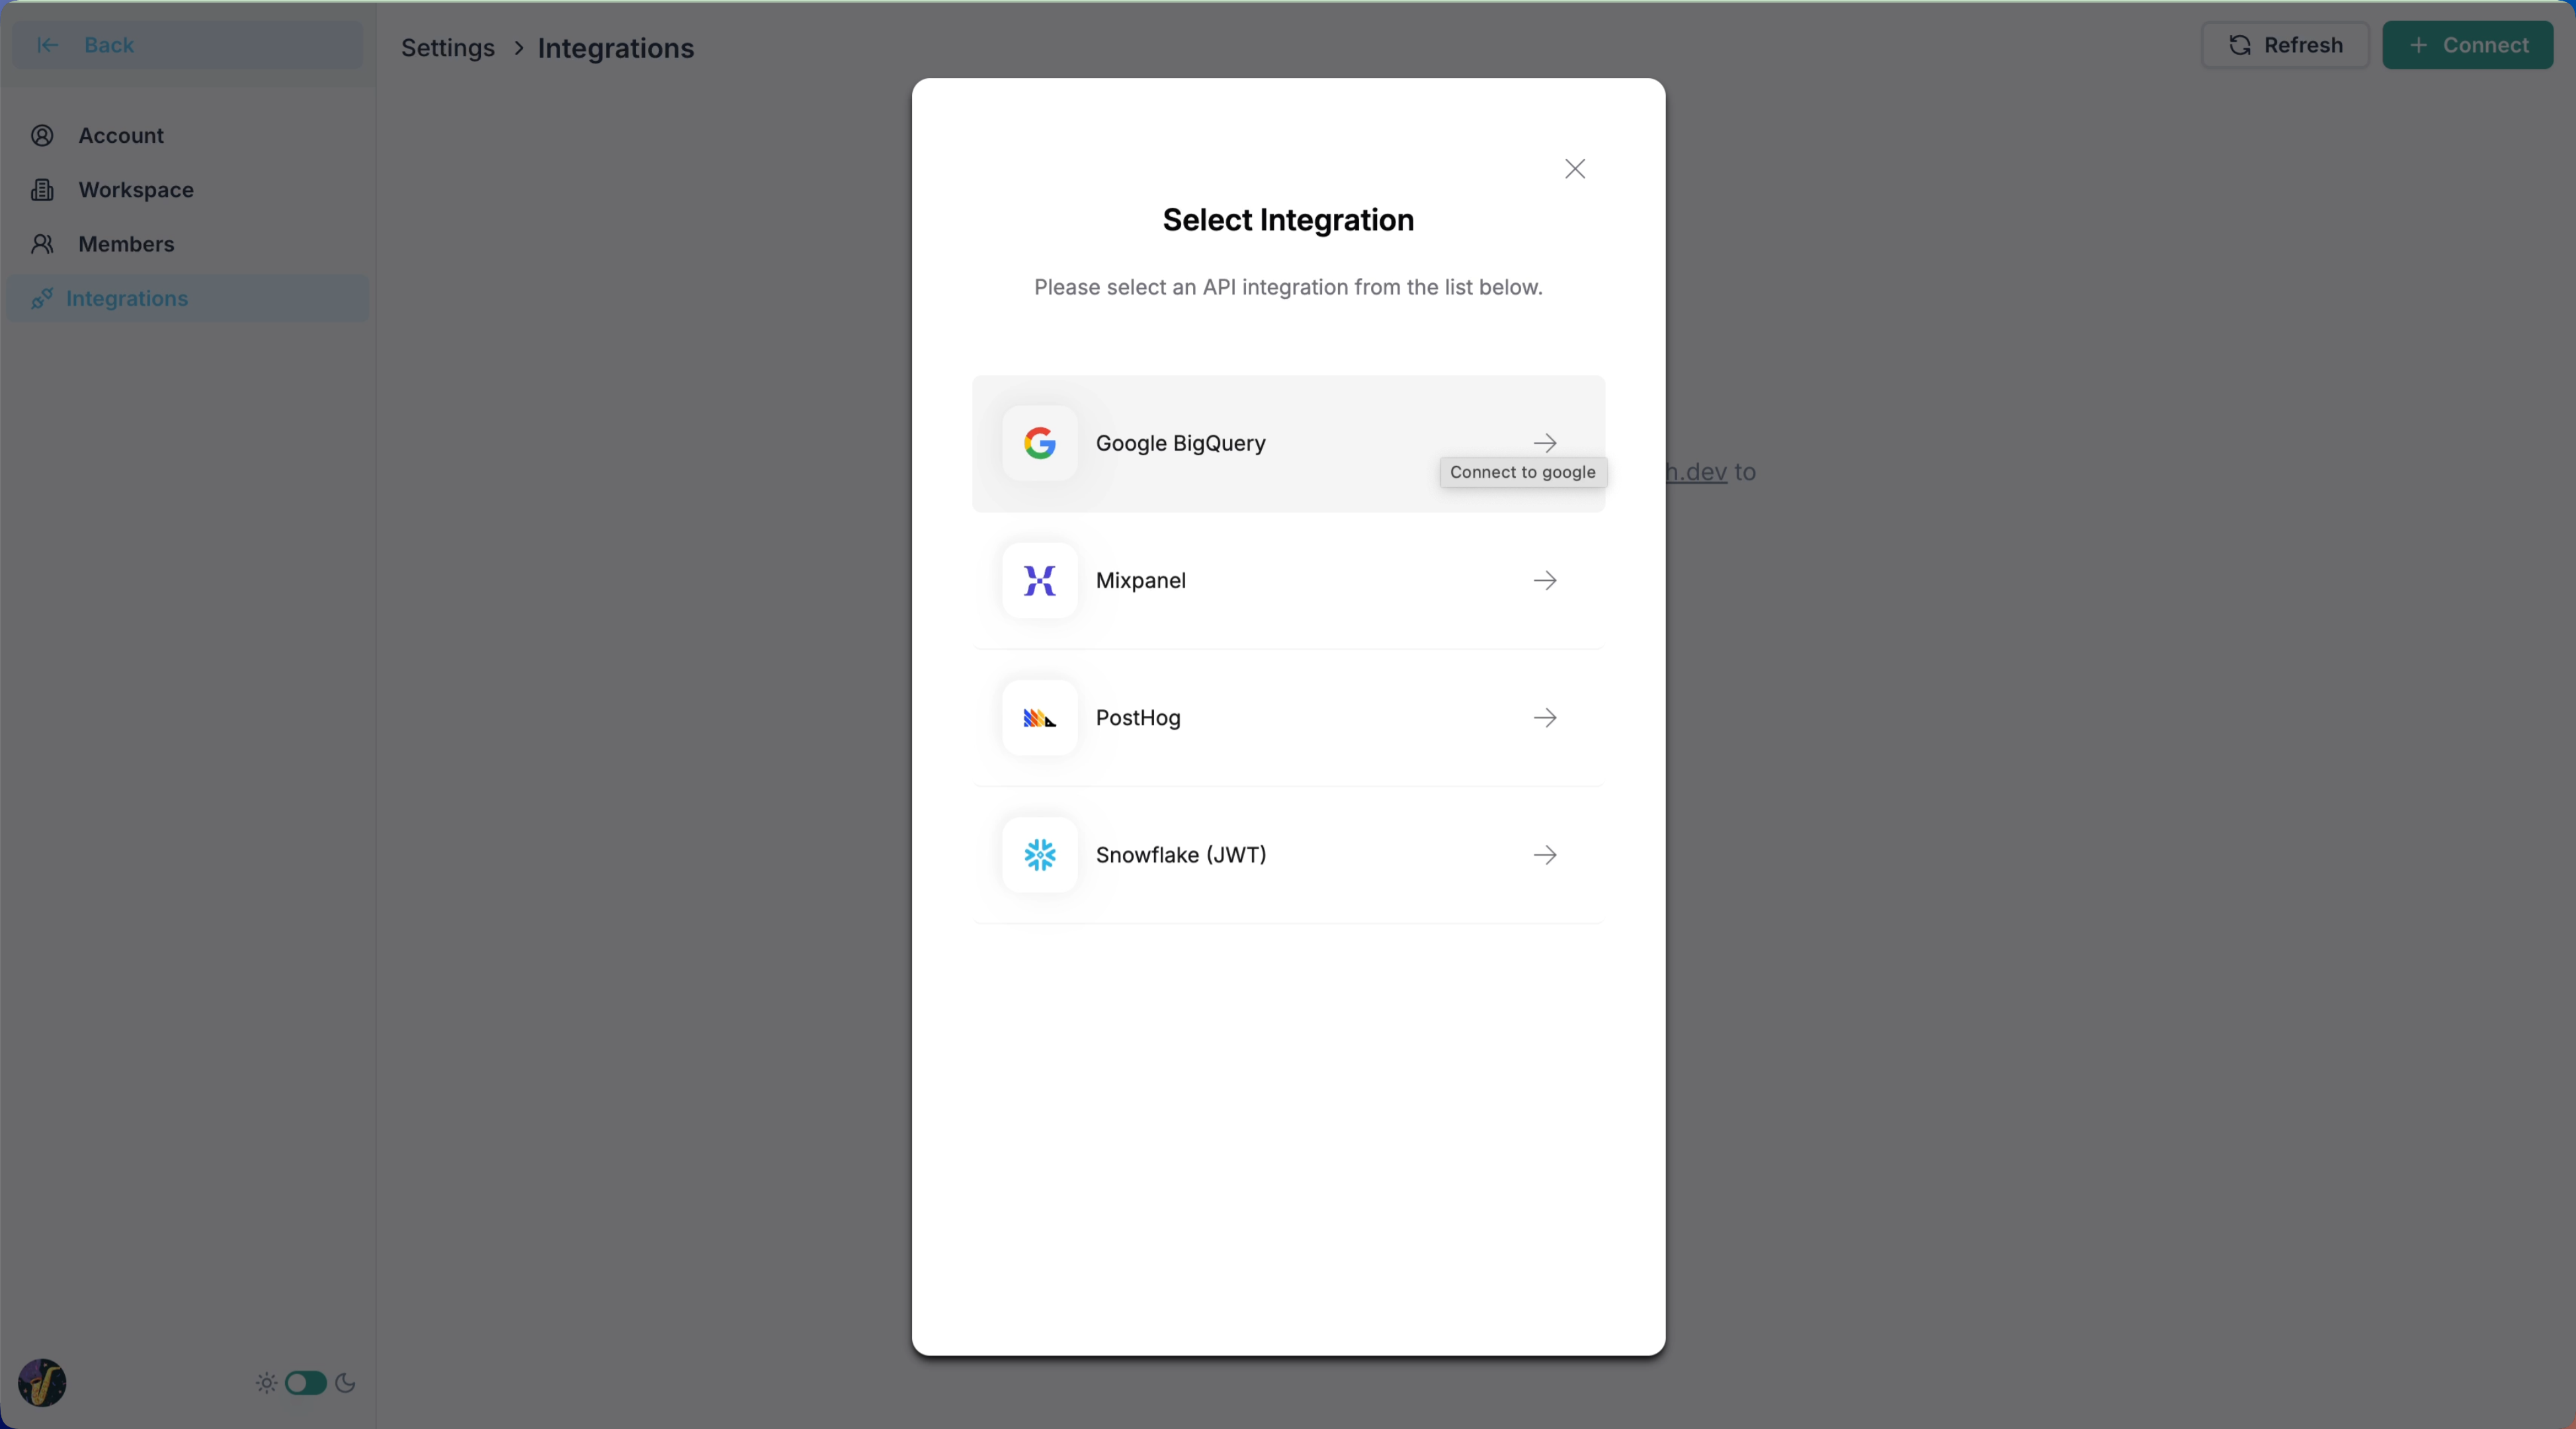 Back
Settings > Integrations
Refresh
+ Connect
Account
Workspace
Members
Integrations
Select Integration
Please select an API integration from the list below.
Google BigQuery
Connect to google
h.dev to
Mixpanel
PostHog
Snowflake (JWT)